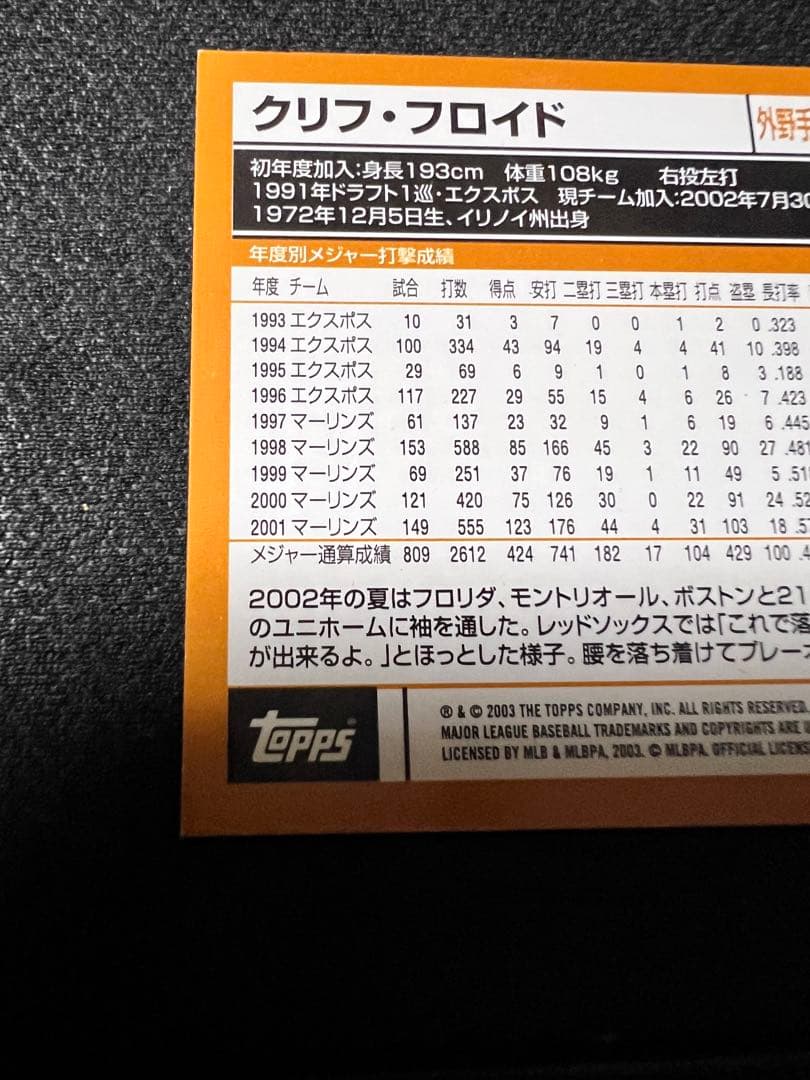 クリフ・フロイド 外野手
初年度加入:身長193cm 体重108kg 右投左打
1991年ドラフト1巡・エクスポス 現チーム加入:2002年7月30
1972年12月5日生、イリノイ州出身
年度別メジャー打撃成績
年度 チーム 試合 打数 得点 安打 二塁打 三塁打 本塁打 打点 盗塁 長打率
1993 エクスポス 10 31 3 7 0 0 1 2 0 .323
1994 エクスポス 100 334 43 94 19 4 4 41 10 .398
1995 エクスポス 29 69 6 9 1 0 1 8 3 .188
1996 エクスポス 117 227 29 55 15 4 6 26 7 .423
1997 マーリンズ 61 137 23 32 9 1 6 19 6 .445
1998 マーリンズ 153 588 85 166 45 3 22 90 27 .481
1999 マーリンズ 69 251 37 76 19 1 11 49 5 .51
2000 マーリンズ 121 420 75 126 30 0 22 91 24 .52
2001 マーリンズ 149 555 123 176 44 4 31 103 18 .5
メジャー通算成績 809 2612 424 741 182 17 104 429 100 .4
2002年の夏はフロリダ、モントリオール、ボストンと21
のユニホームに袖を通した。レッドソックスでは「これで落
が出来るよ。」とほっとした様子。腰を落ち着けてプレー
TOPPS®
® & © 2003 THE TOPPS COMPANY, INC. ALL RIGHTS RESERVED.
MAJOR LEAGUE BASEBALL TRADEMARKS AND COPYRIGHTS ARE U
LICENSED BY MLB & MLBPA, 2003. © MLBPA. OFFICIAL LICENS